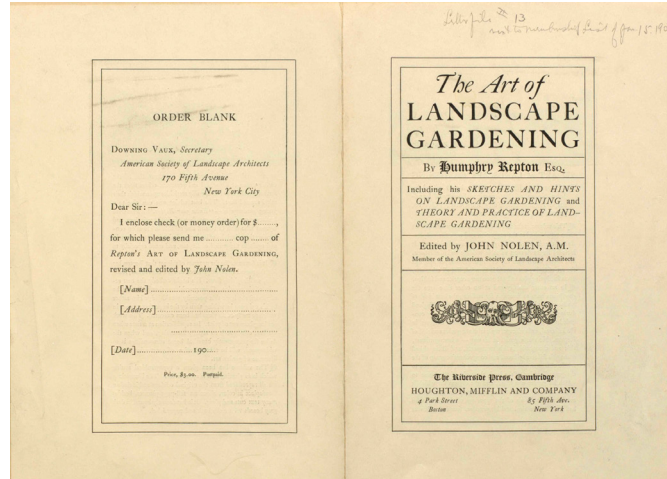 ORDER BLANK
DOWNING VAUX, Secretary
American Society of Landscape Architects
170 Fifth Avenue
New York City
Dear Sir: —
I enclose check (or money order) for $........,
for which please send me .......... cop ........ of
Repton's ART OF LANDSCAPE GARDENING,
revised and edited by John Nolen.
[Name]
[Address]
[Date] .................... 190....
Price, $3.00. Postpaid.
13
The Art of
LANDSCAPE
GARDENING
By Humphry Repton Esq.
Including his SKETCHES AND HINTS
ON LANDSCAPE GARDENING and
THEORY AND PRACTICE OF LAND-
SCAPE GARDENING
Edited by JOHN NOLEN, A.M.
Member of the American Society of Landscape Architects
The Riverside Press, Cambridge
HOUGHTON, MIFFLIN AND COMPANY
4 Park Street 85 Fifth Ave.
Boston New York